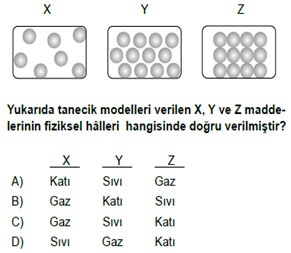 X Y Z
Yukarıda tanecik modelleri verilen X, Y ve Z madde-
lerinin fiziksel hâlleri hangisinde doğru verilmiştir?
X Y Z
A) Katı Sıvı Gaz
B) Gaz Katı Sıvı
C) Gaz Sıvı Katı
D) Sıvı Gaz Katı